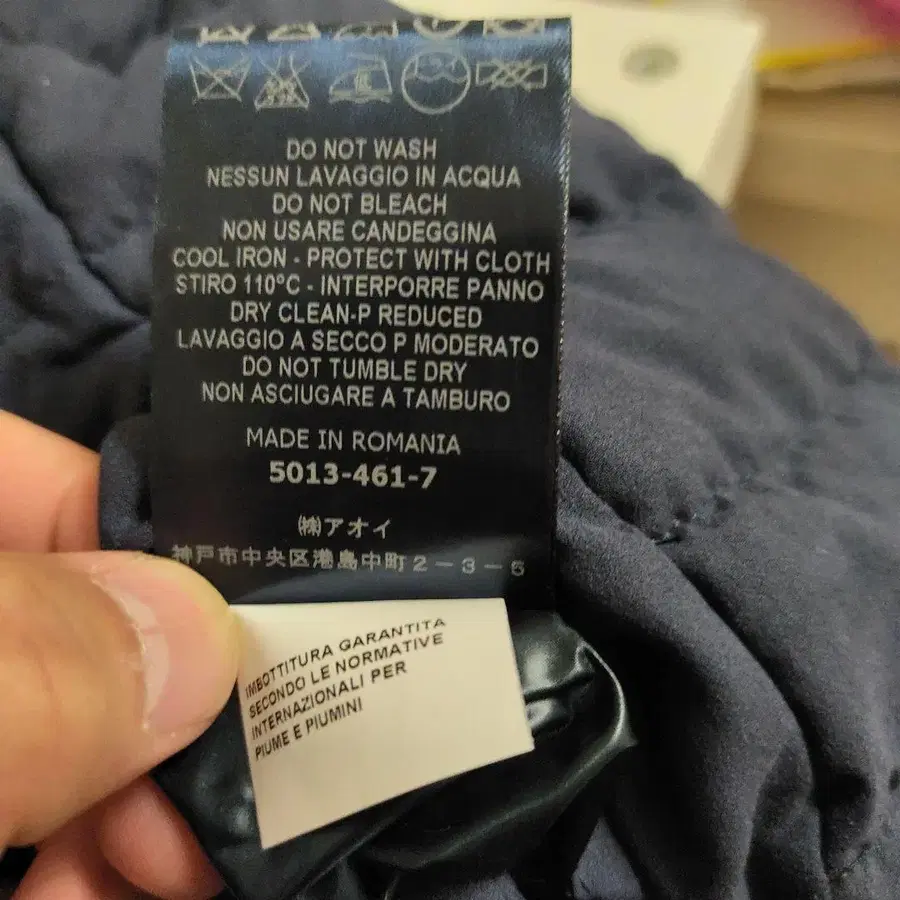 DO NOT WASH
NESSUN LAVAGGIO IN ACQUA
DO NOT BLEACH
NON USARE CANDEGGINA
COOL IRON - PROTECT WITH CLOTH
STIRO 110°C - INTERPORRE PANNO
DRY CLEAN-P REDUCED
LAVAGGIO A SECCO P MODERATO
DO NOT TUMBLE DRY
NON ASCIUGARE A TAMBURO
MADE IN ROMANIA
5013-461-7
㈱アオイ
神戸市中央区港島中町2-3-6
IMBOTTITURA GARANTITA
SECONDO LE NORMATIVE
INTERNAZIONALI PER
PIUME E PIUMINI